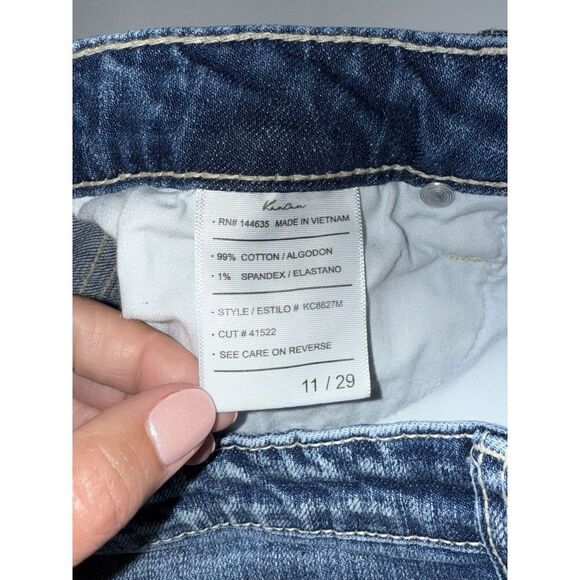 KanCan
• RN# 144635 MADE IN VIETNAM
• 99% COTTON / ALGODON
• 1% SPANDEX / ELASTANO
• STYLE / ESTILO # KC8627M
• CUT # 41522
• SEE CARE ON REVERSE
11 / 29